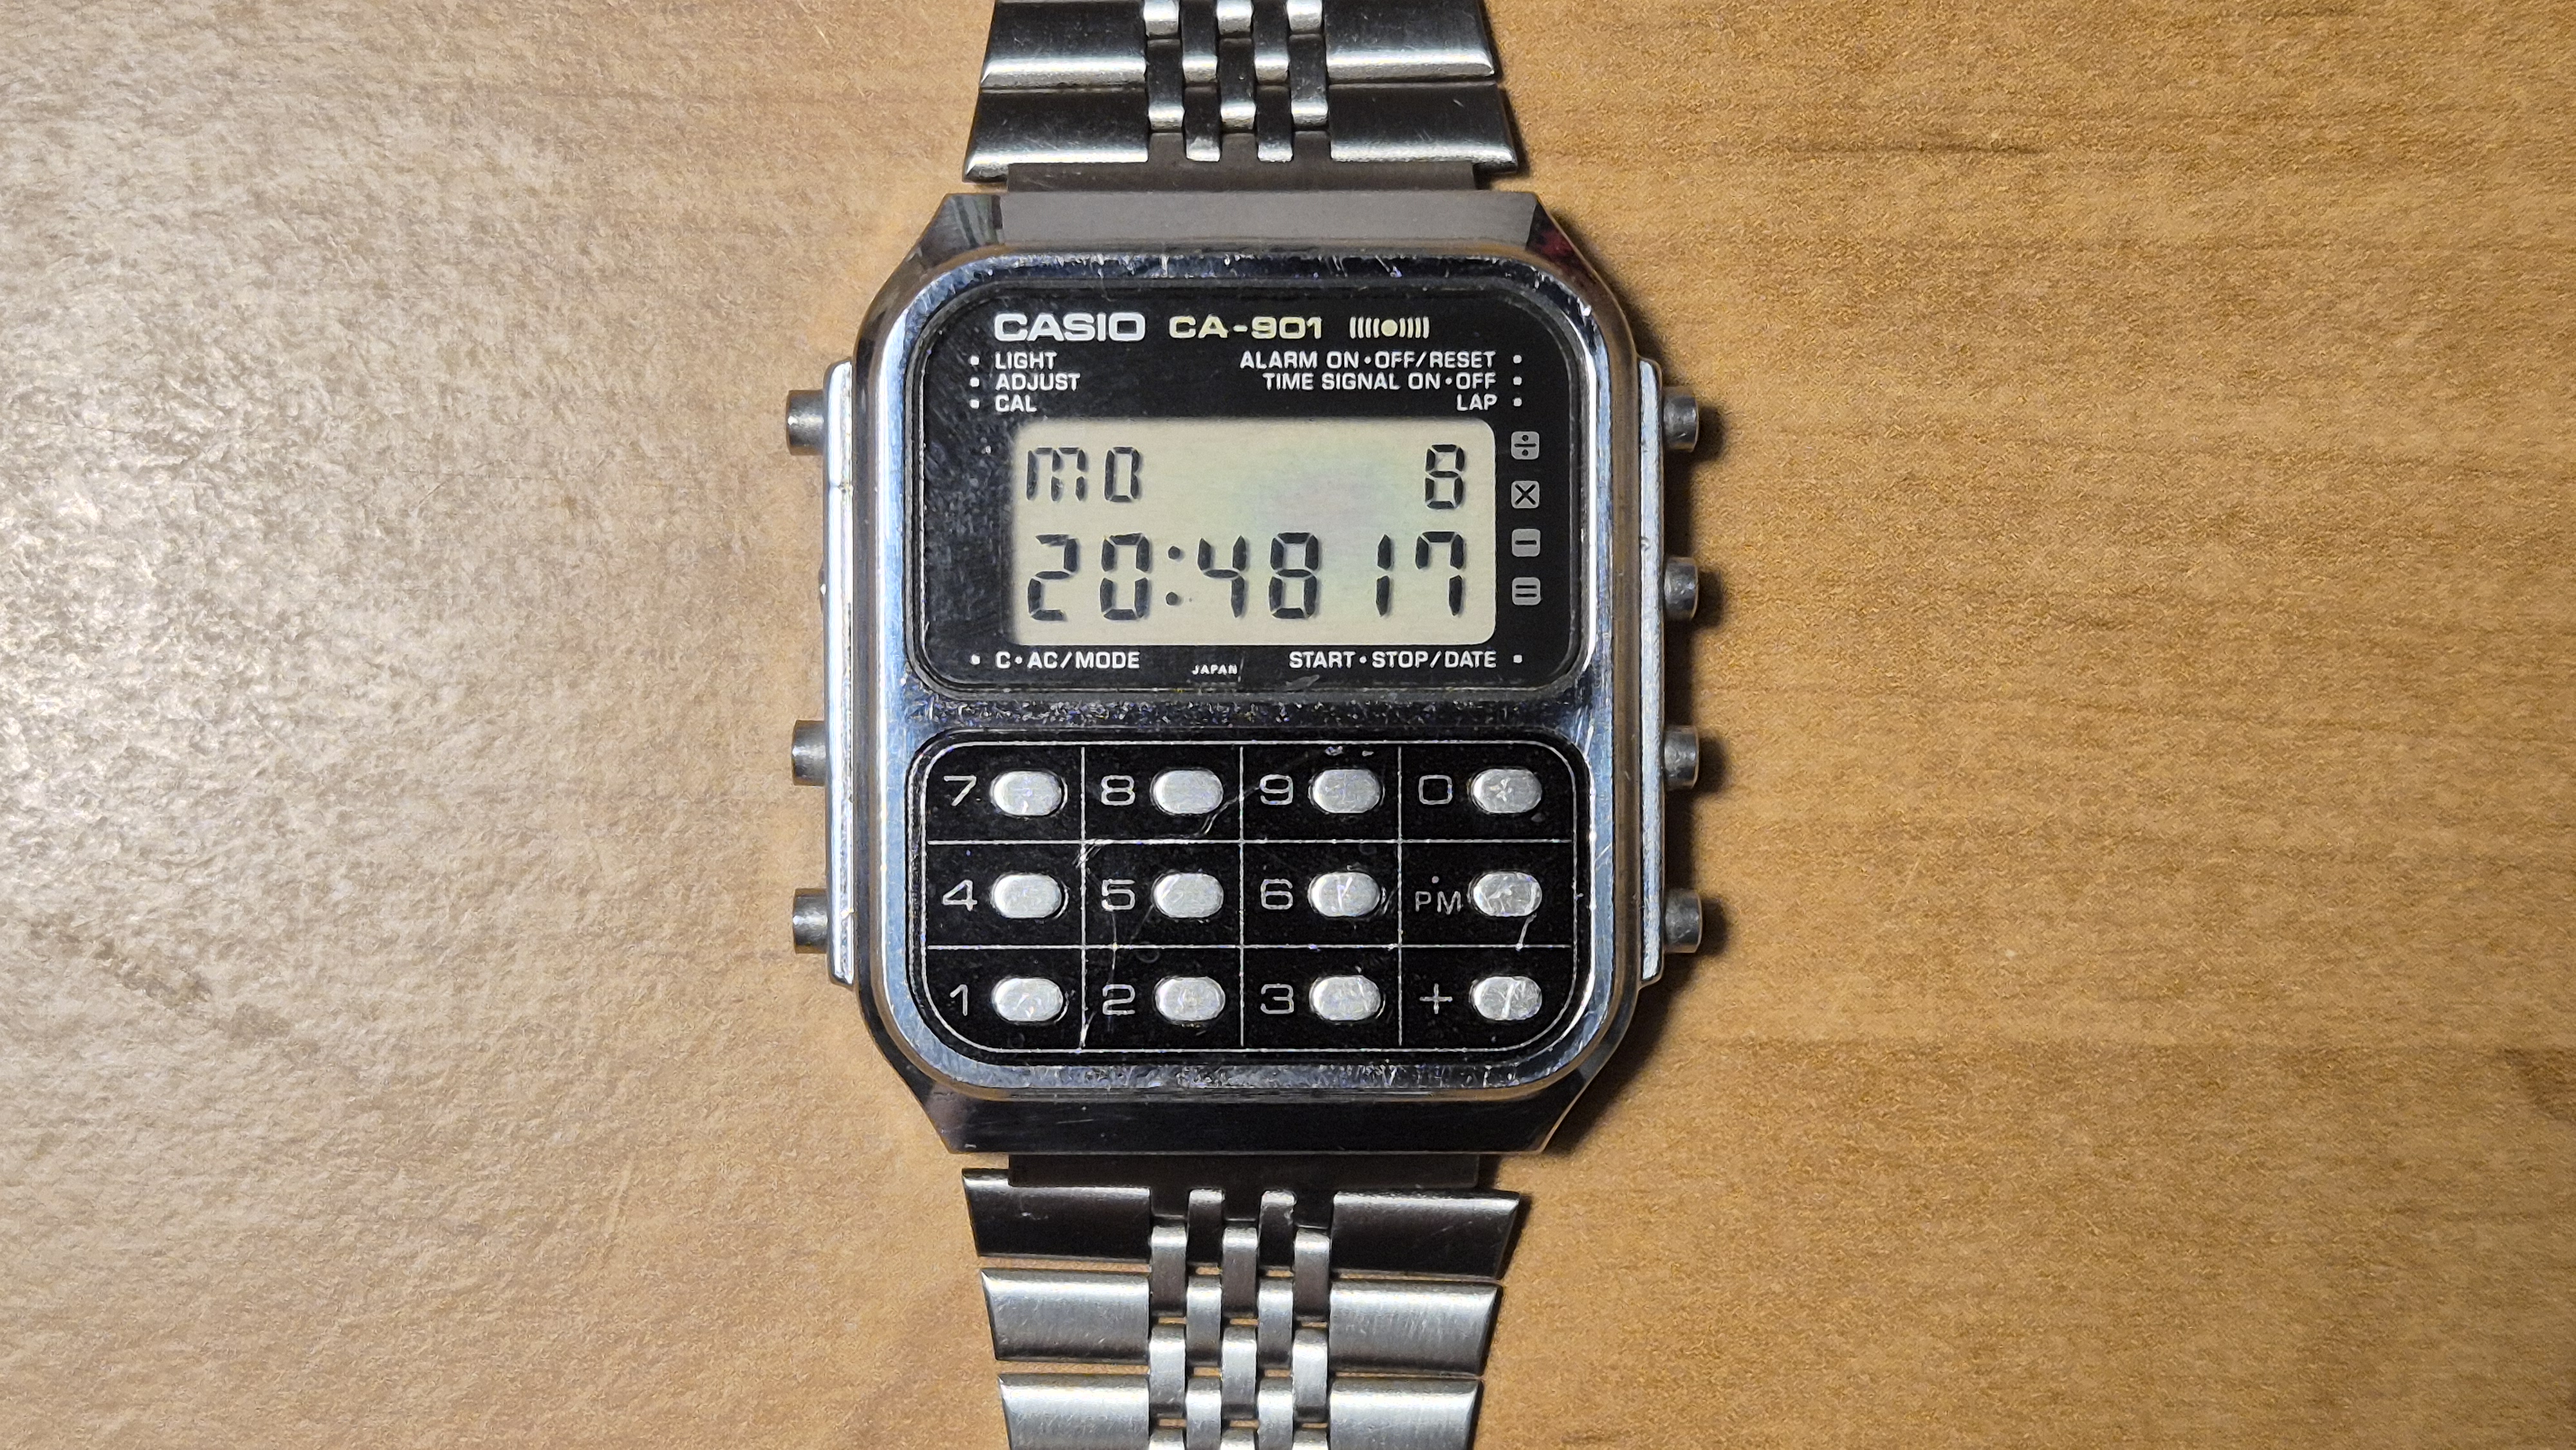 CASIO CA-901
LIGHT ALARM ON•OFF/RESET
ADJUST TIME SIGNAL ON•OFF
CAL LAP
MO 8
÷
×
20:48 17
−
=
C•AC/MODE JAPAN START•STOP/DATE
7 8 9 0
4 5 6 •PM
1 2 3 +